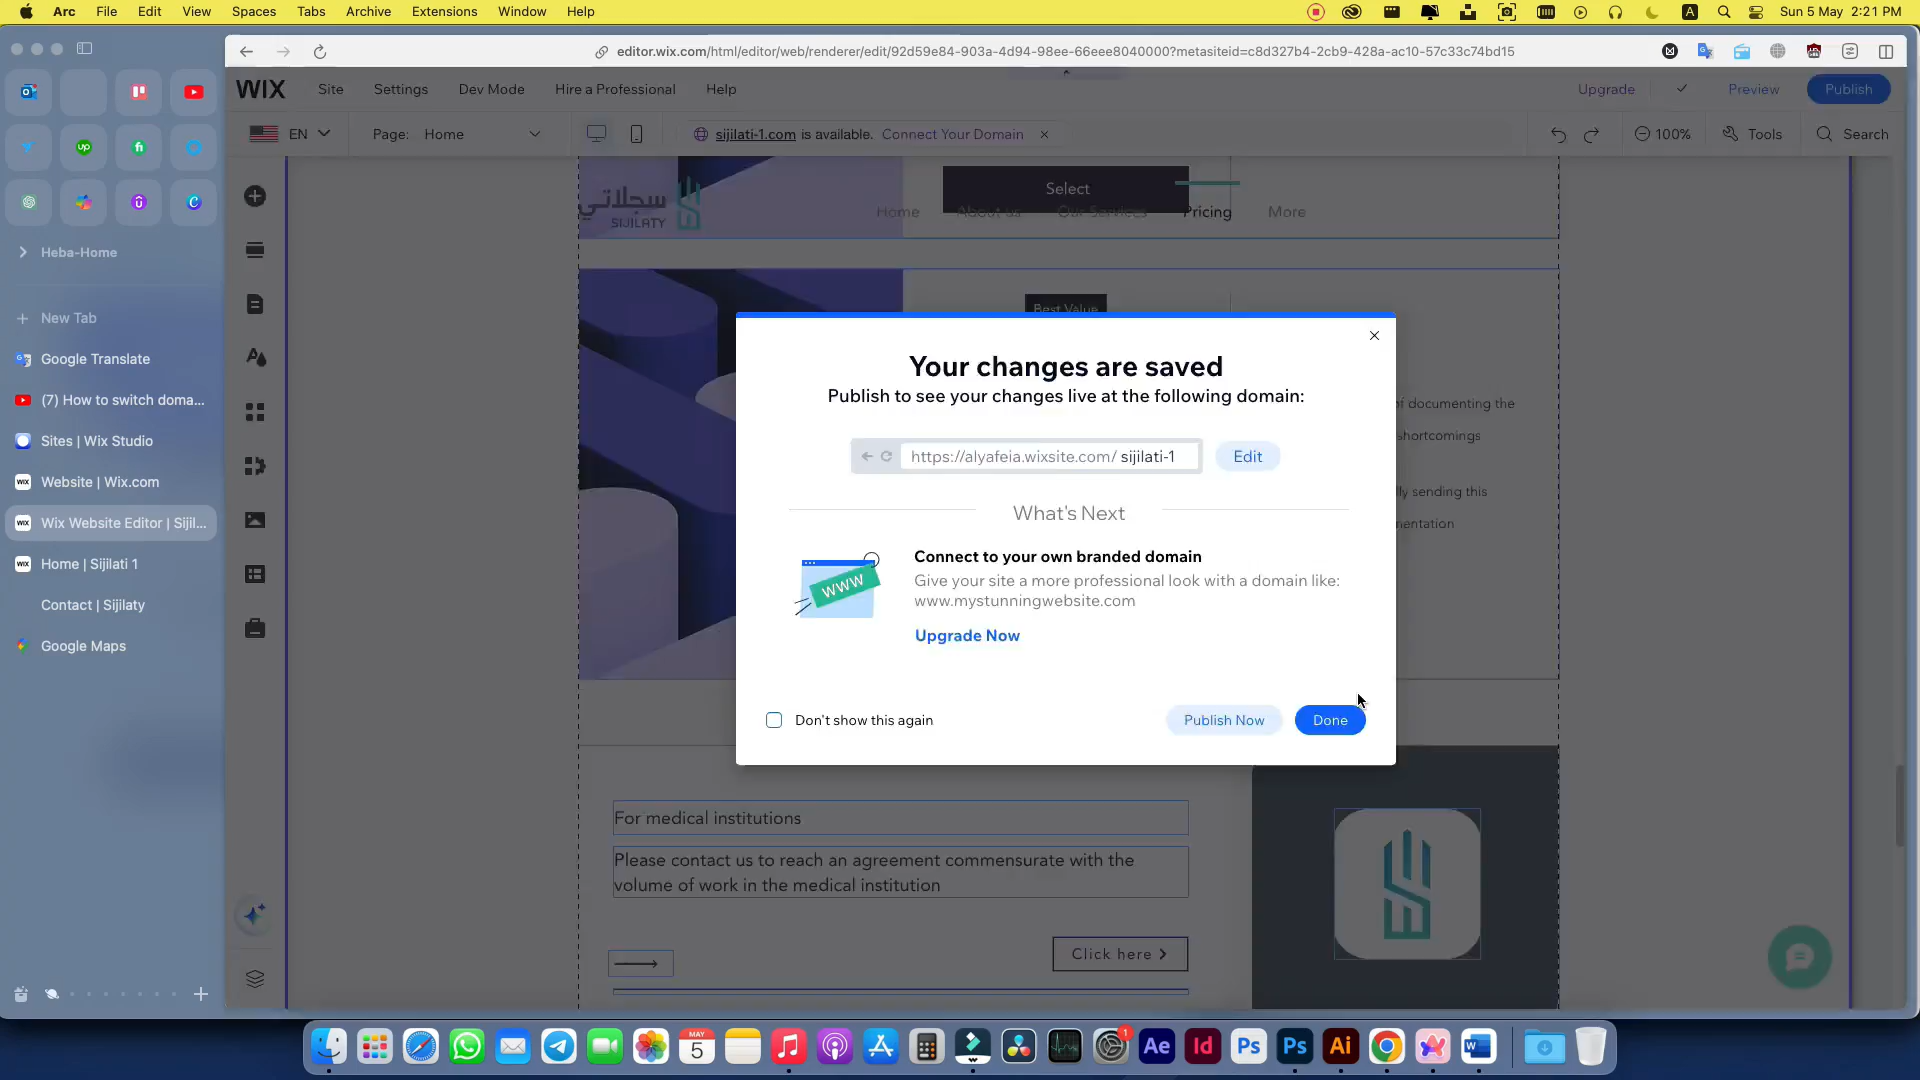 Arc File Edit View Spaces Tabs Archive Extensions Window Help
A Sun 5 May 2:21 PM
editor.wix.com/html/editor/web/renderer/edit/92d59e84-903a-4d94-98ee-66eee8040000?metasiteid=c8d327b4-2cb9-428a-ac10-57c33c74bd15
WIX Site Settings Dev Mode Hire a Professional Help Upgrade Preview Publish
EN Page: Home sijilati-1.com is available. Connect Your Domain 100% Tools Search
Heba-Home
New Tab
Google Translate
(7) How to switch doma...
Sites | Wix Studio
Website | Wix.com
Wix Website Editor | Sijil...
Home | Sijilati 1
Contact | Sijilaty
Google Maps
Select
سجلاتي
SIJILATY
Home About us Our Services Pricing More
Best Value
Your changes are saved
Publish to see your changes live at the following domain:
https://alyafeia.wixsite.com/ sijilati-1 Edit
What's Next
WWW
Connect to your own branded domain
Give your site a more professional look with a domain like:
www.mystunningwebsite.com
Upgrade Now
Don't show this again
Publish Now Done
of documenting the
shortcomings
lly sending this
mentation
For medical institutions
Please contact us to reach an agreement commensurate with the
volume of work in the medical institution
Click here
MAY
5
1
Ae Id Ps Ps Ai W